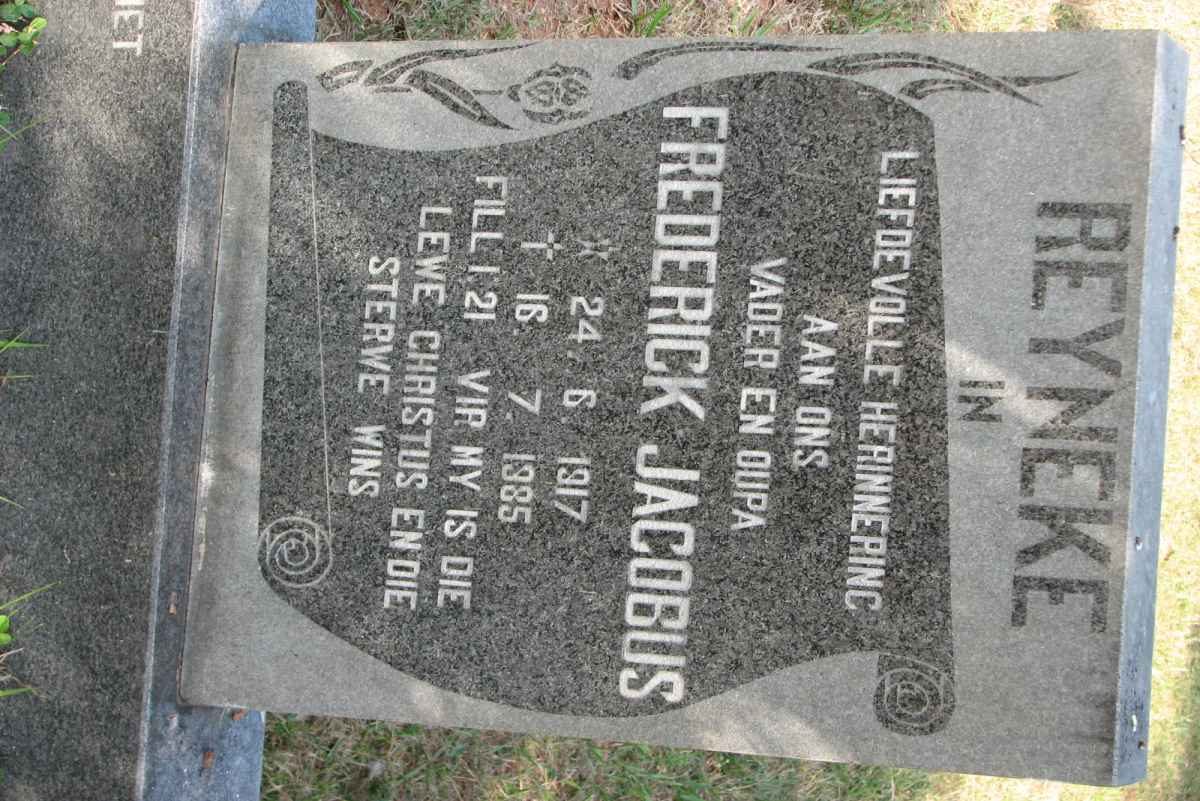 REYNEKE
IN
LIEFDEVOLLE HERINNERING
AAN ONS
VADER EN OUPA
FREDERICK JACOBUS
24. 6. 1917
16. 7. 1985
FILL 1:21 VIR MY IS DIE
LEWE CHRISTUS EN DIE
STERWE WINS